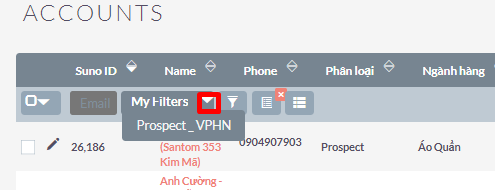 ACCOUNTS
Suno ID Name Phone Phân loại Ngành hàng
Email My Filters
Prospect _ VPHN
26,186 (Santom 353 Kim Mã) 0904907903 Prospect Áo Quần
Anh Cường -